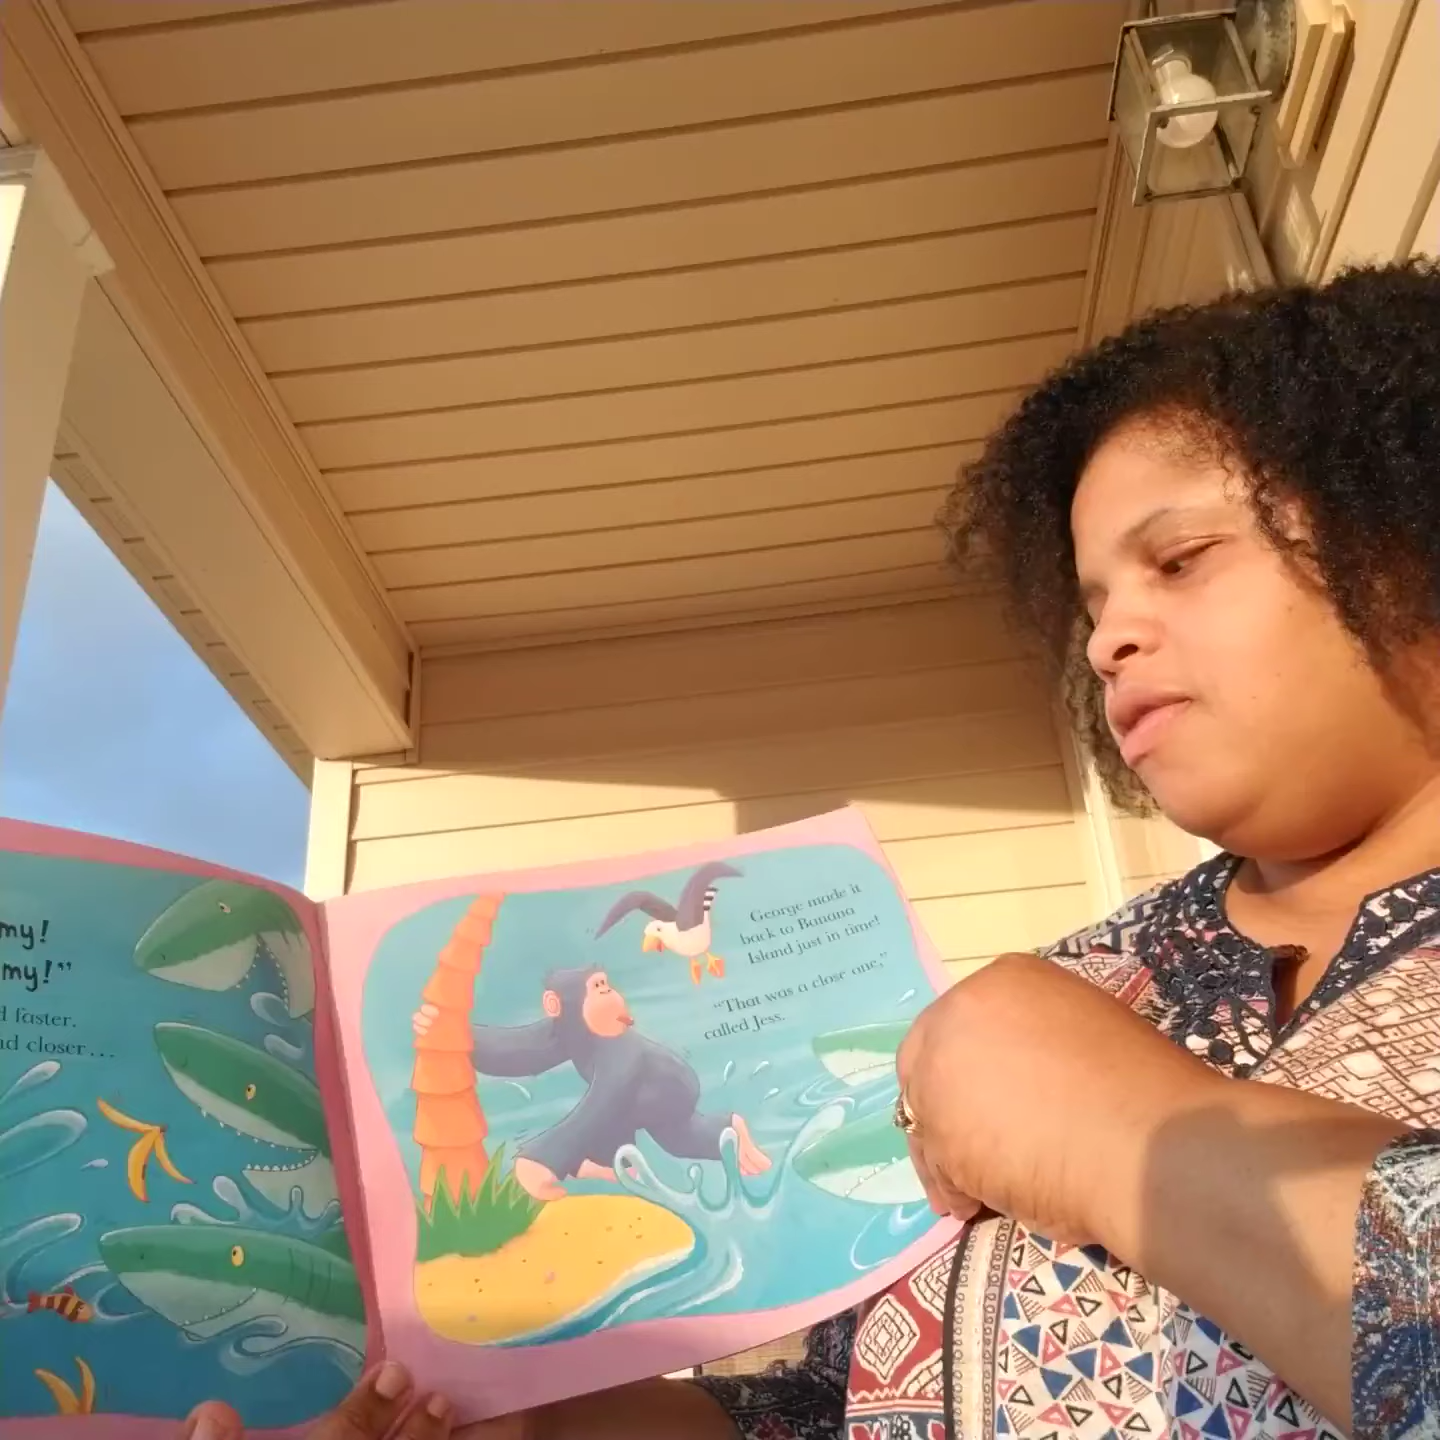 my!
my!”
faster.
closer...
George made it
back to Banana
Island just in time!
“That was a close one,”
called Jess.